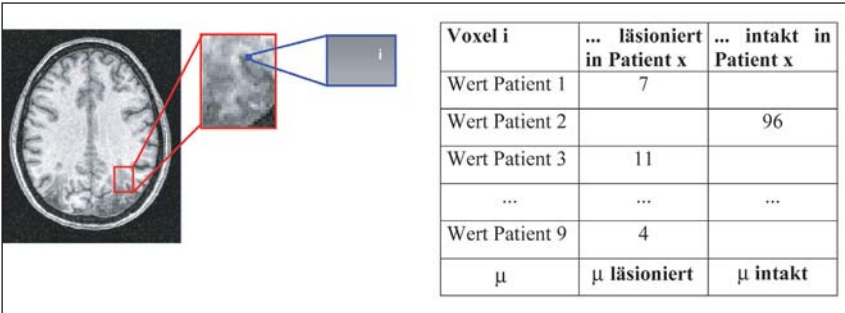 i
Voxel i ... läsioniert ... intakt in
in Patient x Patient x
Wert Patient 1 7
Wert Patient 2 96
Wert Patient 3 11
... ... ...
Wert Patient 9 4
μ μ läsioniert μ intakt